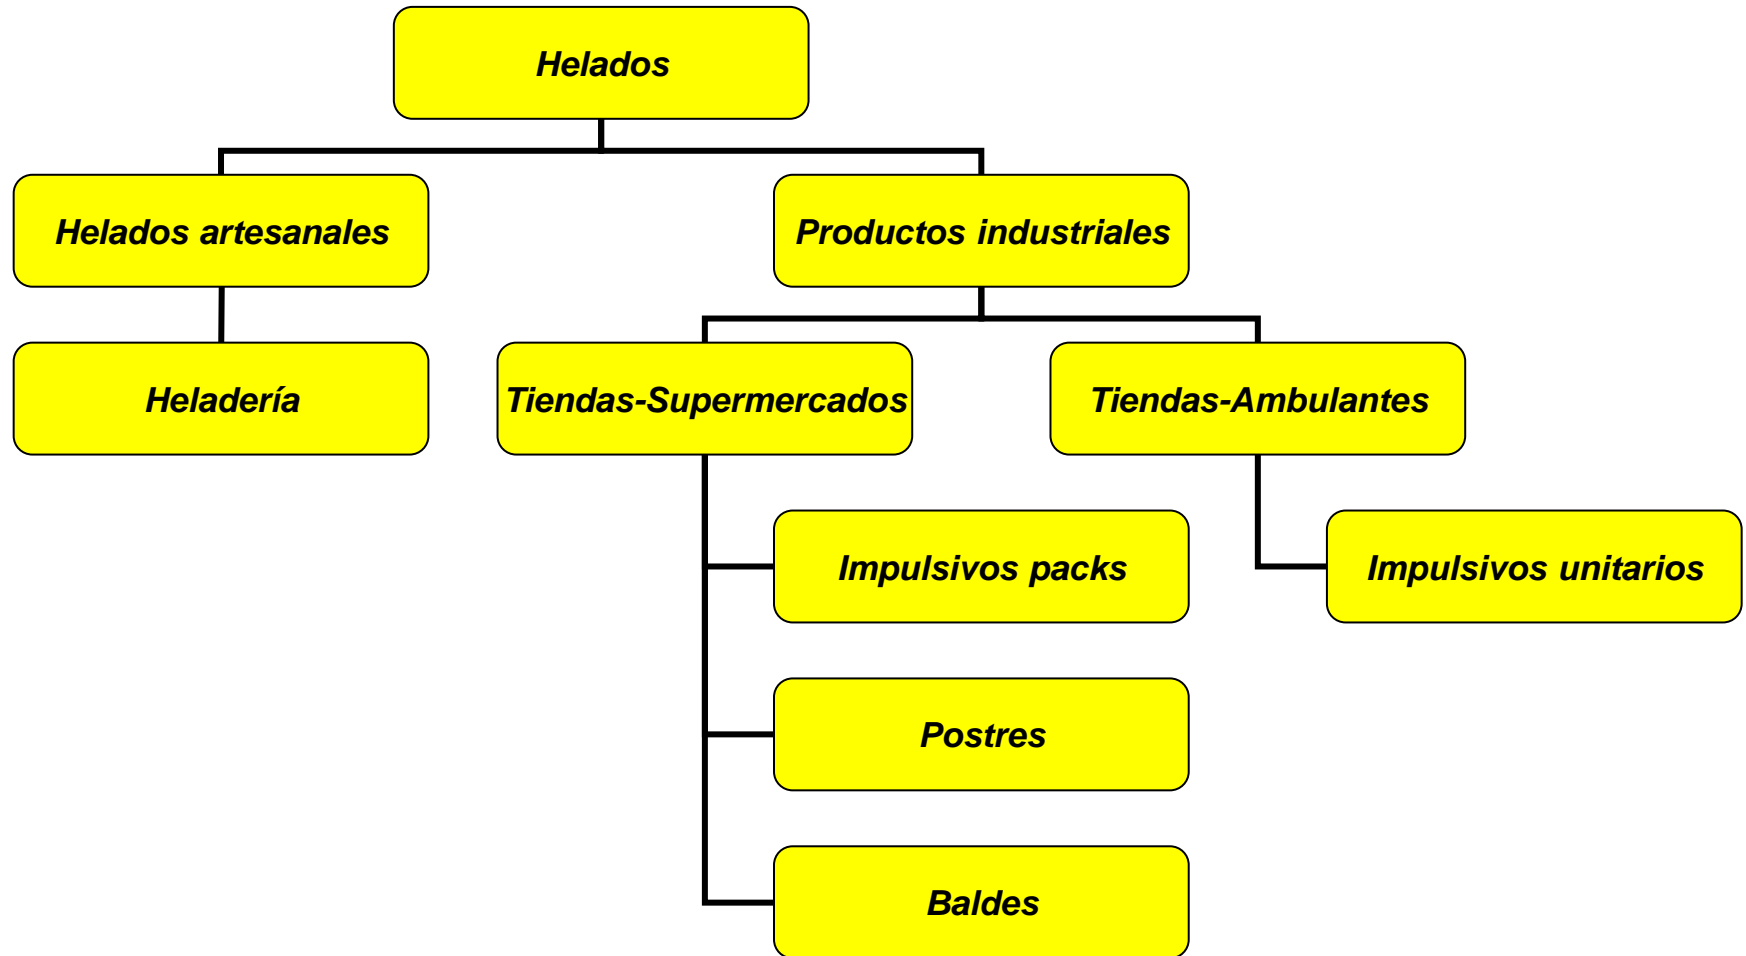 Helados
Helados artesanales
Productos industriales
Heladería
Tiendas-Supermercados
Tiendas-Ambulantes
Impulsivos packs
Impulsivos unitarios
Postres
Baldes